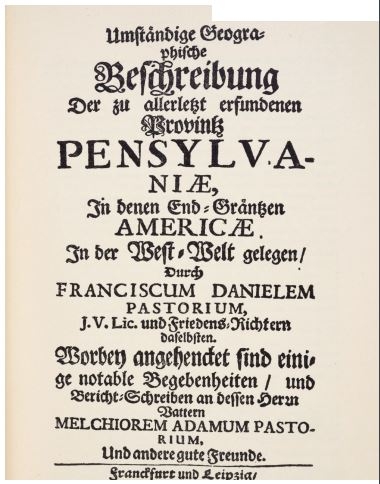 Umständige Geogra-
phische
Beschreibung
Der zu allerletzt erfundenen
Provintz
PENSYLVA-
NIÆ,
In denen End-Gräntzen
AMERICÆ
In der West-Welt gelegen/
Durch
FRANCISCUM DANIELEM
PASTORIUM,
J. V. Lic. und Friedens-Richtern
daselbsten.
Worbey angehencket sind eini-
ge notable Begebenheiten / und
Bericht-Schreiben an dessen Herrn
Vattern
MELCHIOREM ADAMUM PASTO-
RIUM,
Und andere gute Freunde.
Franckfurt und Leipzig/